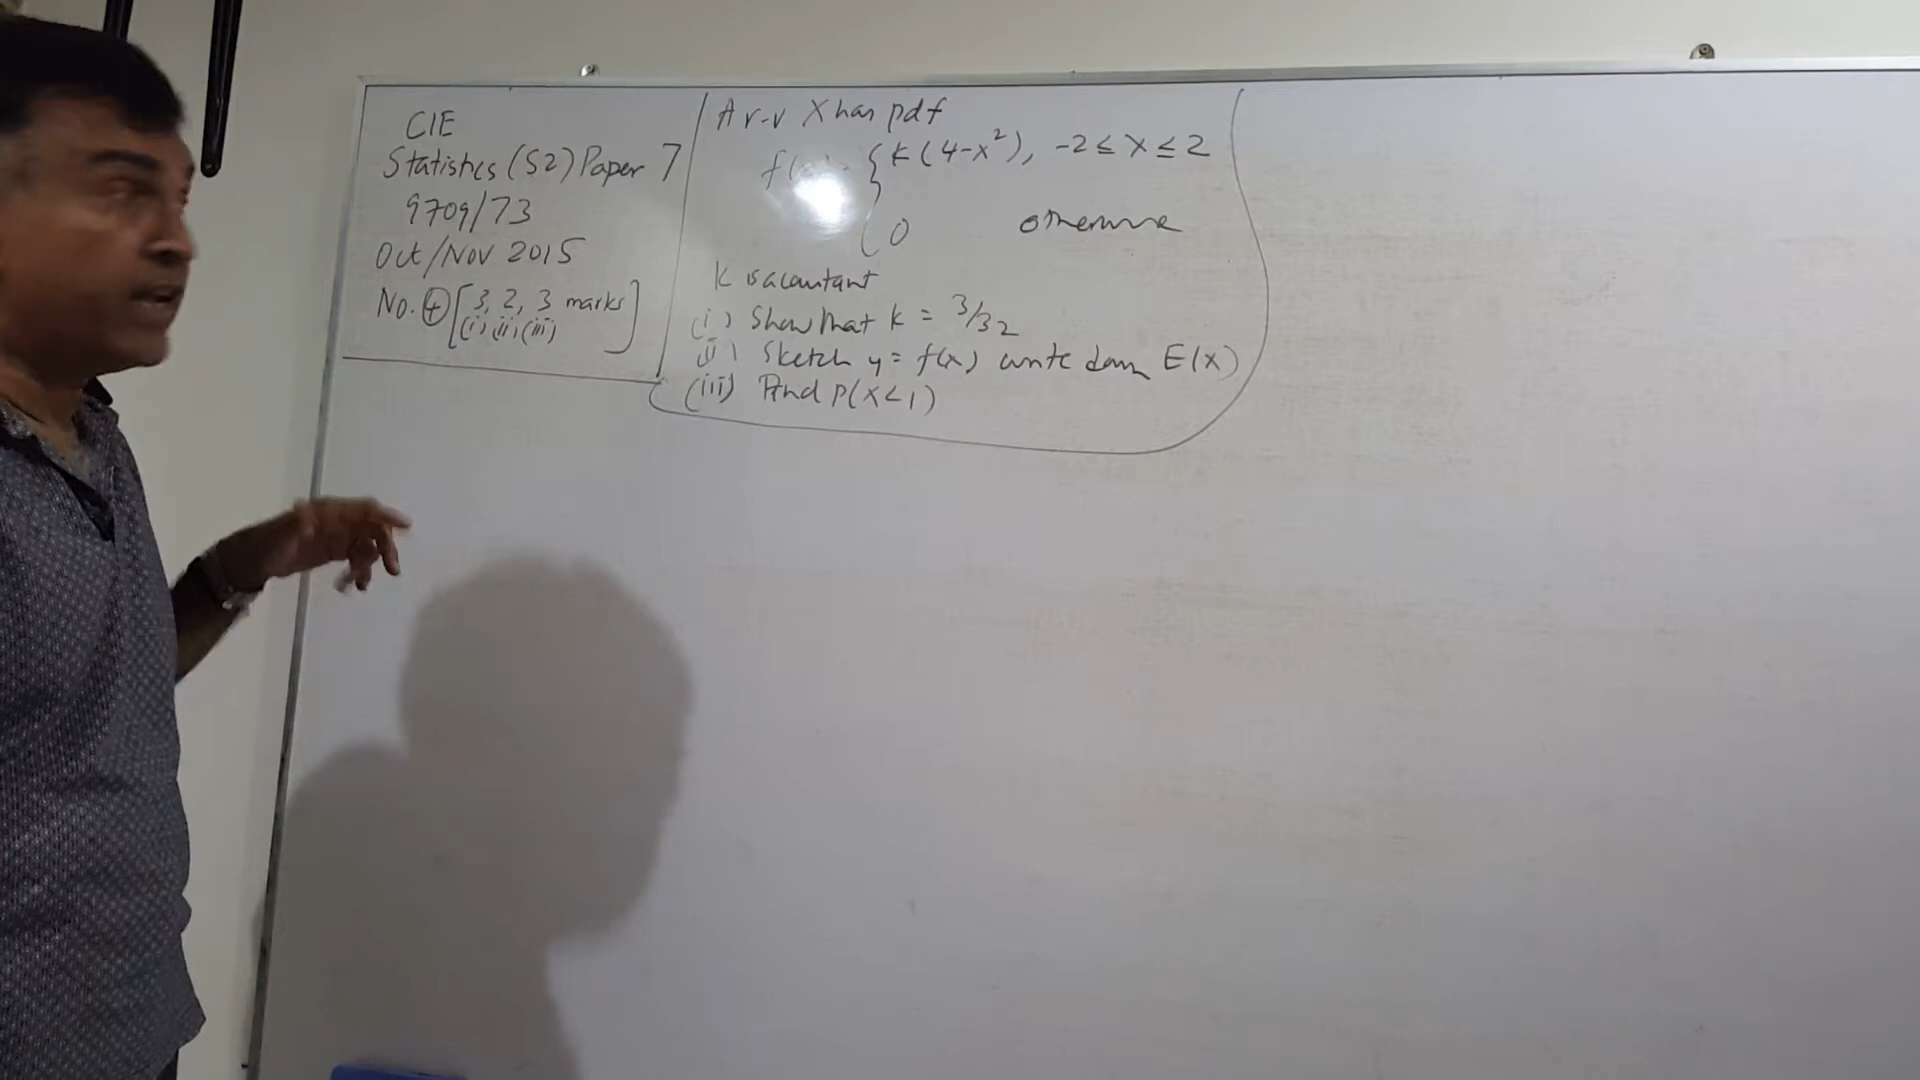 CIE
Statistics (S2) Paper 7
9709/73
Oct/Nov 2015
No. 4 [3, 2, 3 marks]
(i) (ii) (iii)
A r.v X has pdf
f(x) = { k(4-x²), -2 ≤ x ≤ 2
0 otherwise
k is a constant
(i) Show that k = 3/32
(ii) Sketch y = f(x) write down E(X)
(iii) Find P(X<1)